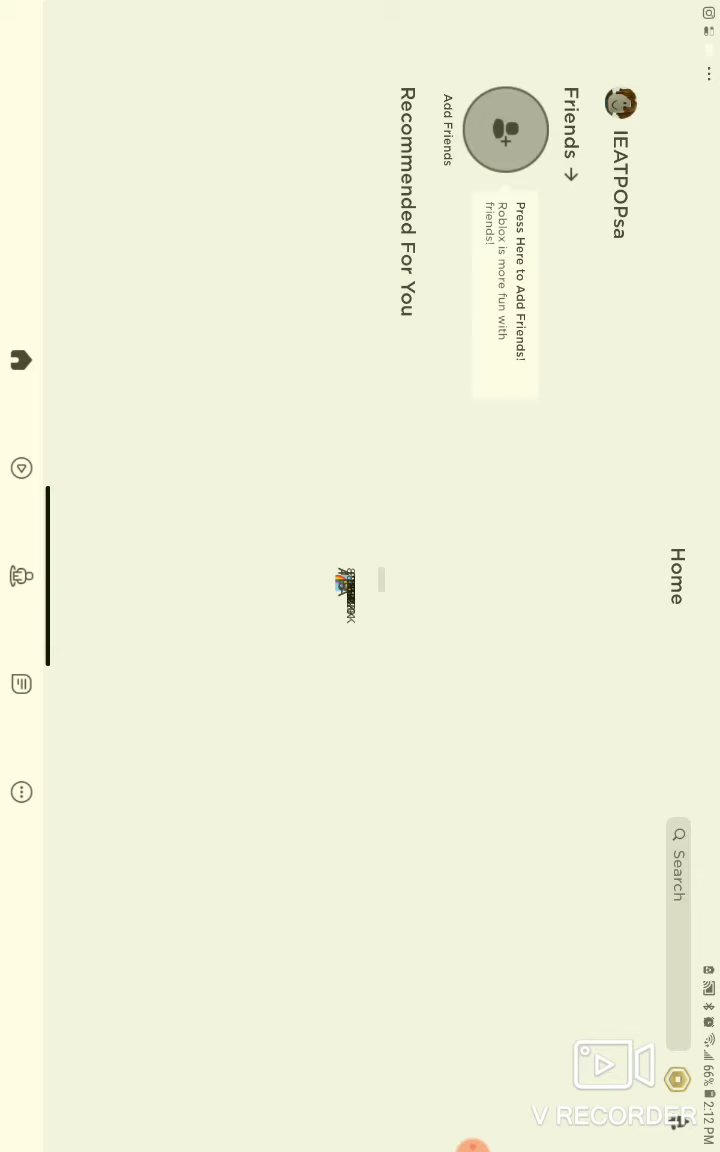 66% 2:12 PM
Home
Search
IEATPOPsa
Friends →
Press Here to Add Friends!
Roblox is more fun with
friends!
Add Friends
Recommended For You
V RECORDER